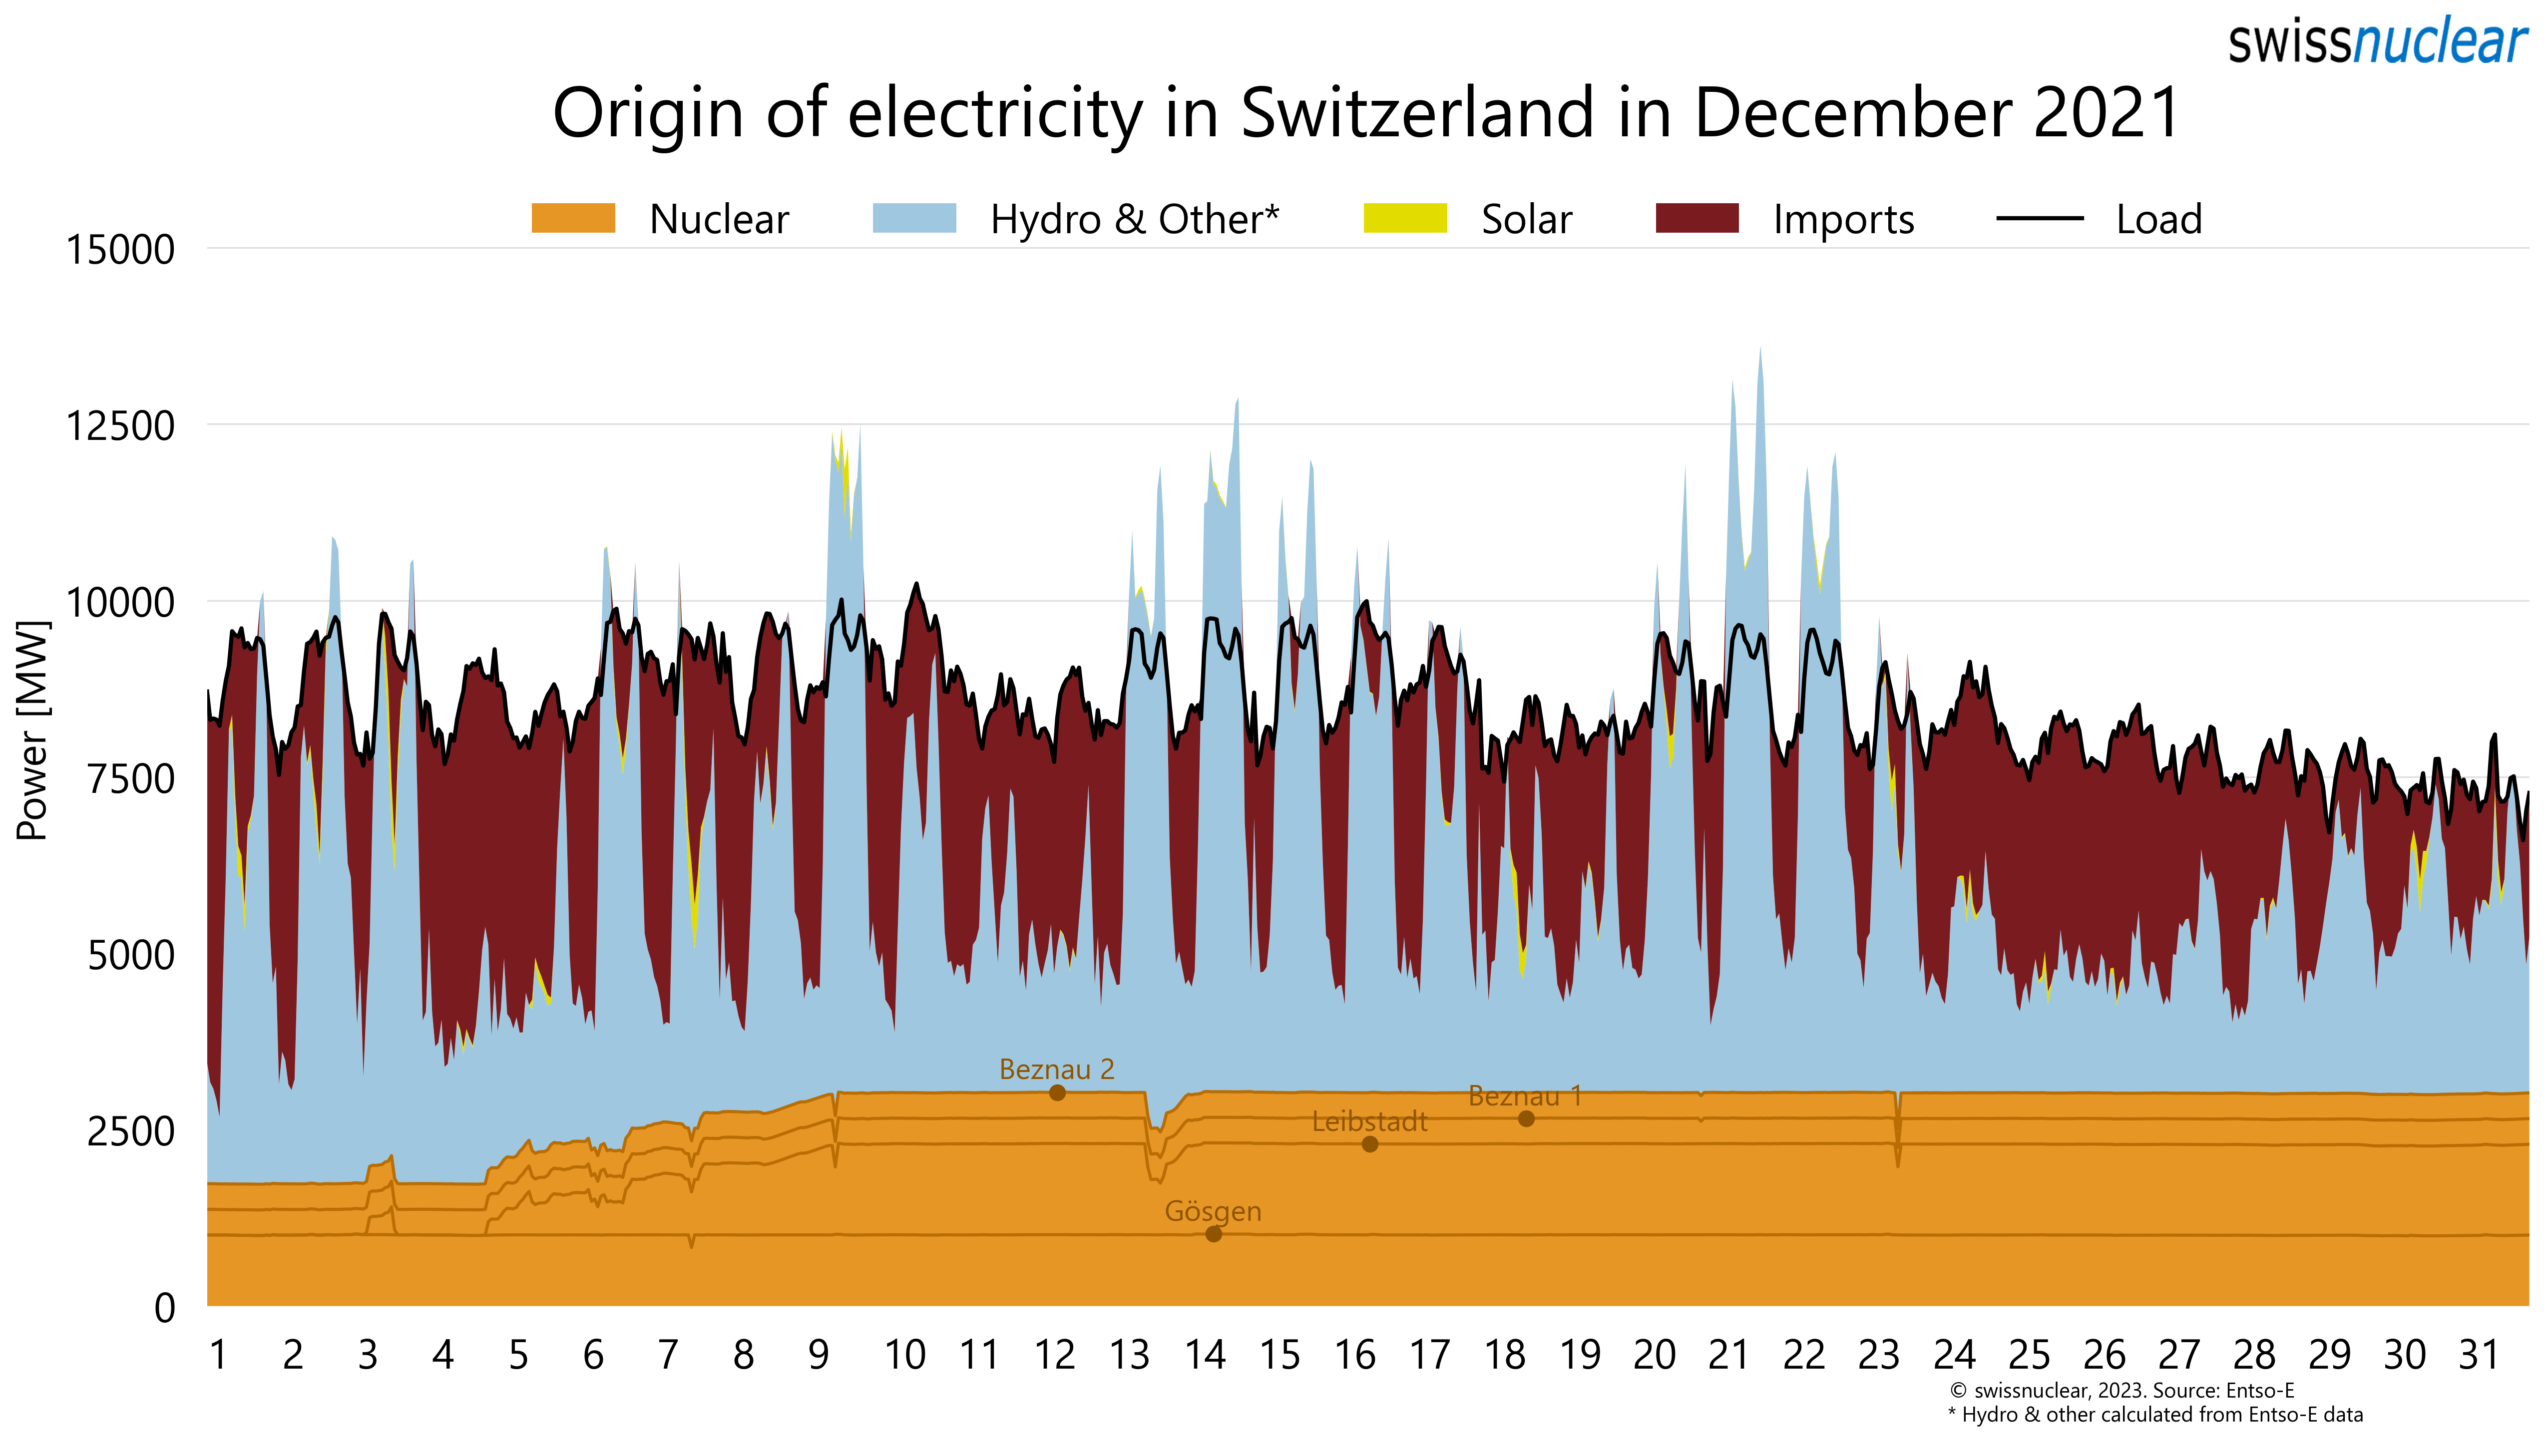 swissnuclear
Origin of electricity in Switzerland in December 2021
Nuclear Hydro & Other* Solar Imports Load
15000
12500
10000
7500
5000
2500
0
Power [MW]
Beznau 2
Beznau 1
Leibstadt
Gösgen
1 2 3 4 5 6 7 8 9 10 11 12 13 14 15 16 17 18 19 20 21 22 23 24 25 26 27 28 29 30 31
© swissnuclear, 2023. Source: Entso-E
* Hydro & other calculated from Entso-E data